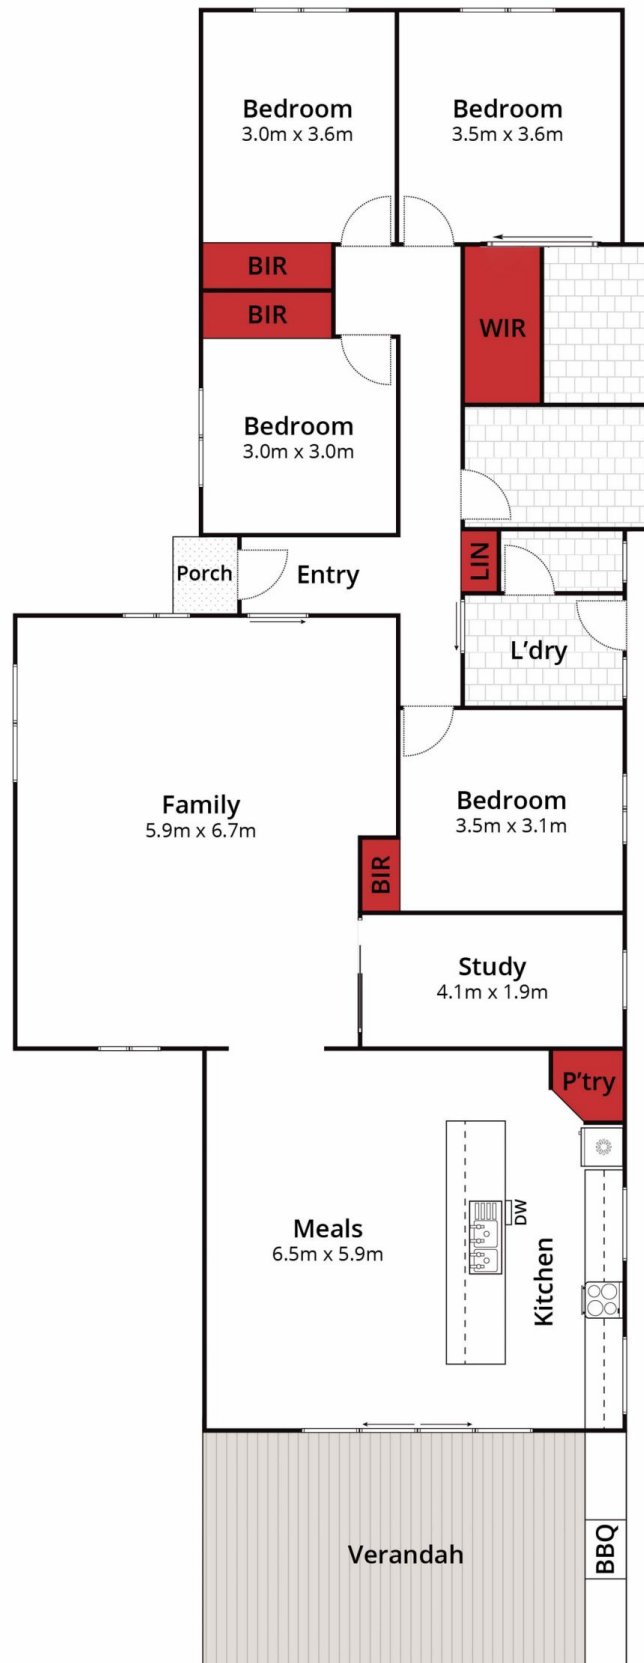 Bedroom
3.0m x 3.6m
Bedroom
3.5m x 3.6m
BIR
BIR
WIR
Bedroom
3.0m x 3.0m
Porch
Entry
LIN
L'dry
Family
5.9m x 6.7m
Bedroom
3.5m x 3.1m
BIR
Study
4.1m x 1.9m
P'try
Meals
6.5m x 5.9m
DW
Kitchen
Verandah
BBQ